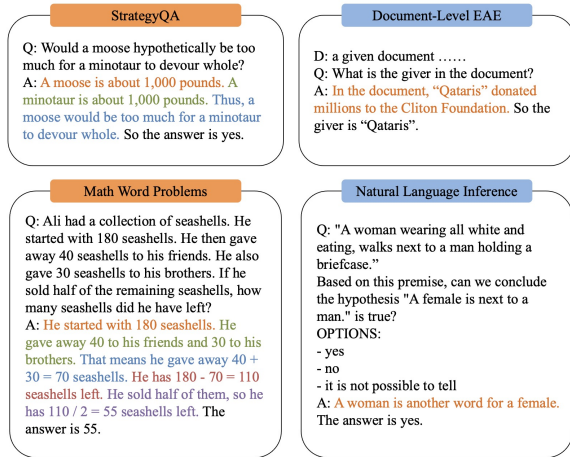 StrategyQA
Q: Would a moose hypothetically be too
much for a minotaur to devour whole?
A: A moose is about 1,000 pounds. A
minotaur is about 1,000 pounds. Thus, a
moose would be too much for a minotaur
to devour whole. So the answer is yes.
Document-Level EAE
D: a given document ……
Q: What is the giver in the document?
A: In the document, “Qataris” donated
millions to the Cliton Foundation. So the
giver is “Qataris”.
Math Word Problems
Q: Ali had a collection of seashells. He
started with 180 seashells. He then gave
away 40 seashells to his friends. He also
gave 30 seashells to his brothers. If he
sold half of the remaining seashells, how
many seashells did he have left?
A: He started with 180 seashells. He
gave away 40 to his friends and 30 to his
brothers. That means he gave away 40 +
30 = 70 seashells. He has 180 - 70 = 110
seashells left. He sold half of them, so he
has 110 / 2 = 55 seashells left. The
answer is 55.
Natural Language Inference
Q: "A woman wearing all white and
eating, walks next to a man holding a
briefcase.”
Based on this premise, can we conclude
the hypothesis "A female is next to a
man." is true?
OPTIONS:
- yes
- no
- it is not possible to tell
A: A woman is another word for a female.
The answer is yes.